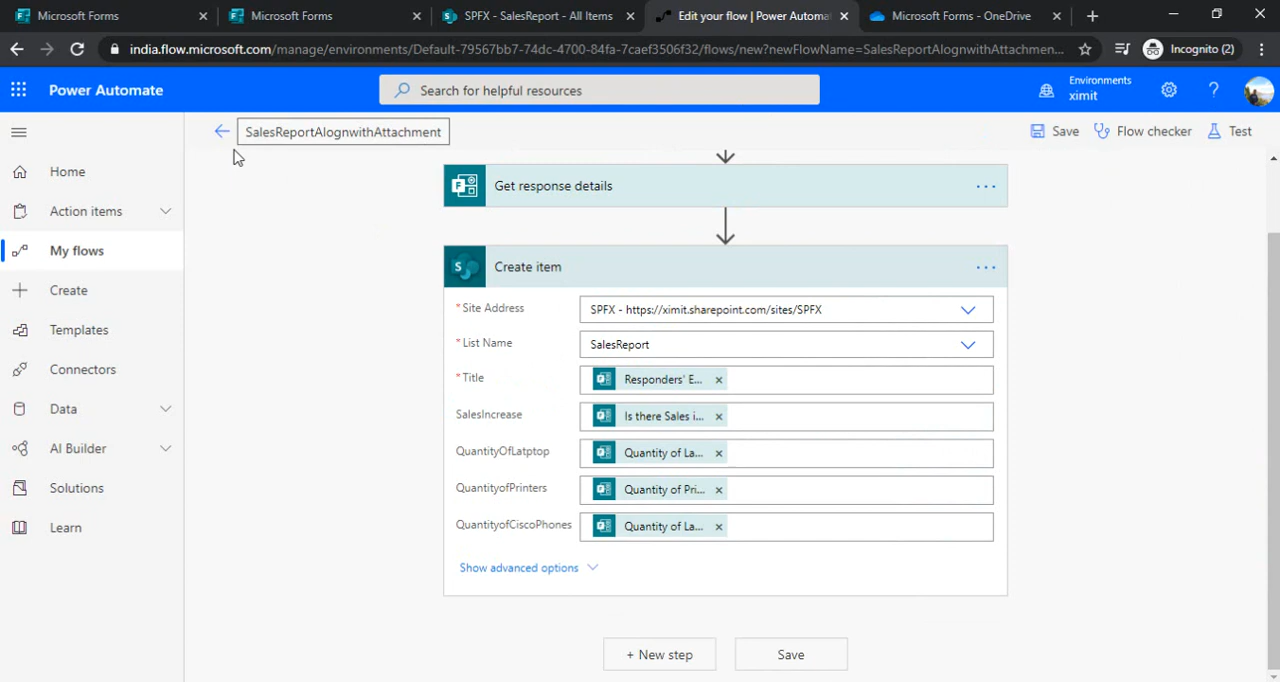 Microsoft Forms
Microsoft Forms
SPFX - SalesReport - All Items
Edit your flow | Power Automa
Microsoft Forms - OneDrive
india.flow.microsoft.com/manage/environments/Default-79567bb7-74dc-4700-84fa-7caef3506f32/flows/new?newFlowName=SalesReportAlognwithAttachmen...
Incognito (2)
Power Automate
Search for helpful resources
Environments
ximit
SalesReportAlognwithAttachment
Save
Flow checker
Test
Home
Action items
My flows
Create
Templates
Connectors
Data
AI Builder
Solutions
Learn
Get response details
...
Create item
...
*Site Address
SPFX - https://ximit.sharepoint.com/sites/SPFX
*List Name
SalesReport
*Title
Responders' E...
SalesIncrease
Is there Sales i...
QuantityOfLatptop
Quantity of La...
QuantityofPrinters
Quantity of Pri...
QuantityofCiscoPhones
Quantity of La...
Show advanced options
+ New step
Save